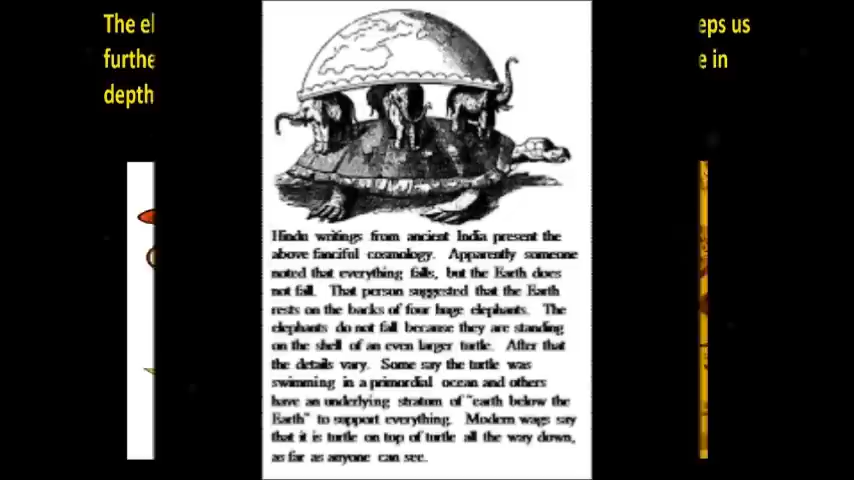 The el
eps us
furthe
e in
depth
Hindu writings from ancient India present the
above fanciful cosmology. Apparently someone
noted that everything falls, but the Earth does
not fall. That person suggested that the Earth
rests on the backs of four huge elephants. The
elephants do not fall because they are standing
on the shell of an even larger turtle. After that
the details vary. Some say the turtle was
swimming in a primordial ocean and others
have an underlying stratum of "earth below the
Earth" to support everything. Modern wags say
that it is turtle on top of turtle all the way down,
as far as anyone can see.